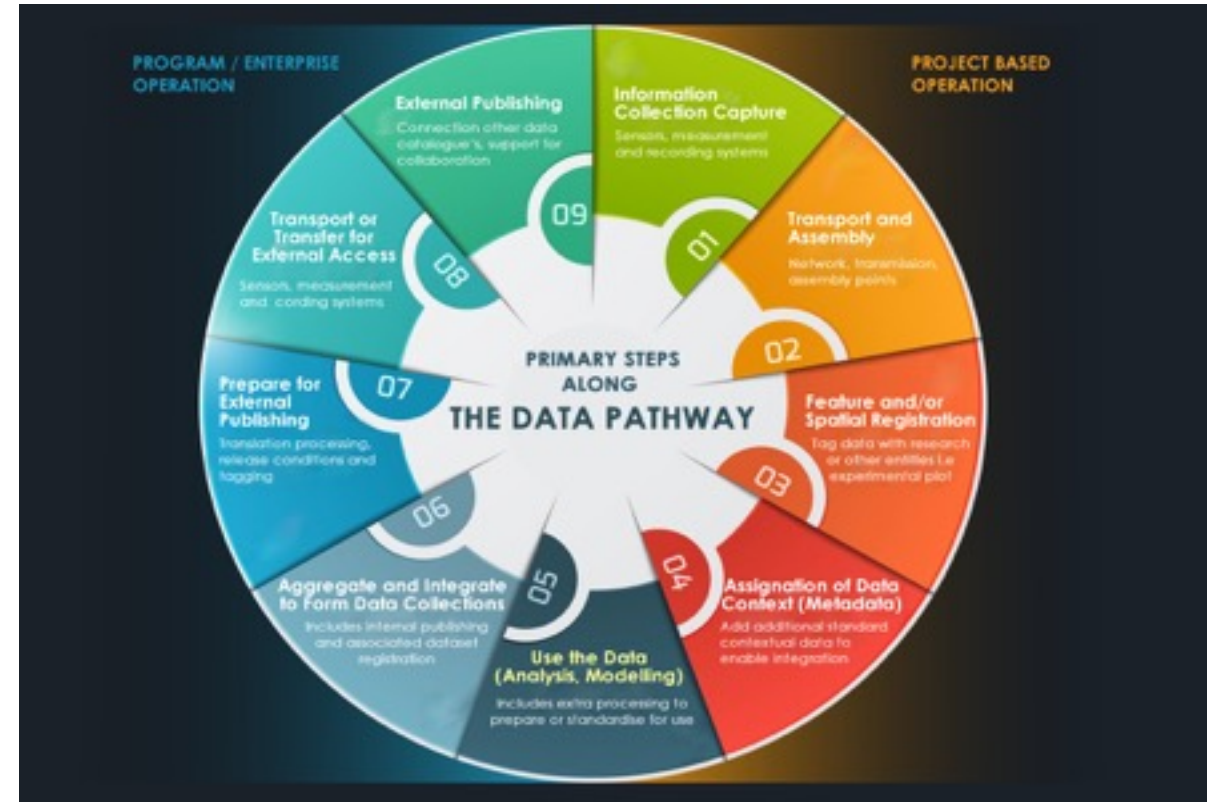 PROGRAM / ENTERPRISE
OPERATION
PROJECT BASED
OPERATION
PRIMARY STEPS
ALONG
THE DATA PATHWAY
Information
Collection Capture
Sensors, measurement
and recording systems
01
Transport and
Assembly
Network, transmission,
assembly points
02
Feature and/or
Spatial Registration
Tag data with research
or other entities i.e
experimental plot
03
Assignation of Data
Context (Metadata)
Add additional standard
contextual data to
enable integration
04
Use the Data
(Analysis, Modelling)
Includes extra processing to
prepare or standardise for use
05
Aggregate and Integrate
to Form Data Collections
Includes internal publishing
and associated dataset
registration
06
Prepare for
External
Publishing
Translation processing,
release conditions and
tagging
07
Transport or
Transfer for
External Access
Sensors, measurement
and cording systems
08
External Publishing
Connection other data
catalogue's, support for
collaboration
09